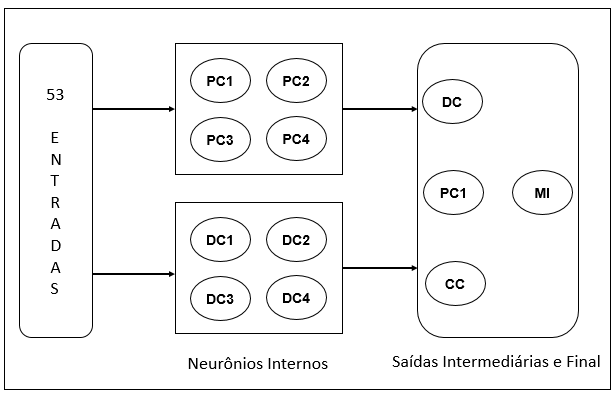 53
E
N
T
R
A
D
A
S
PC1 PC2
PC3 PC4
DC1 DC2
DC3 DC4
Neurônios Internos
DC
PC1 MI
CC
Saídas Intermediárias e Final